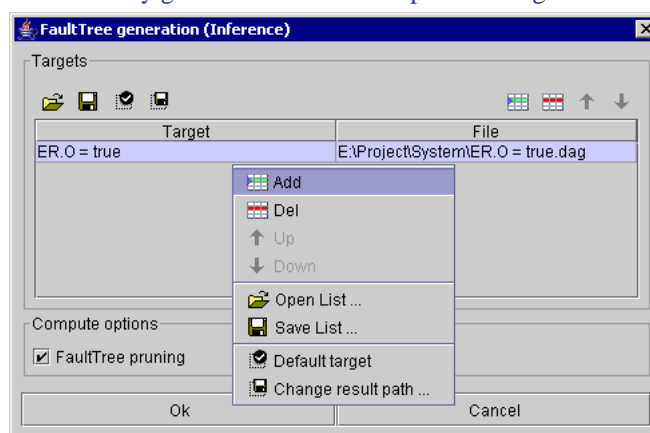 FaultTree generation (Inference)
Targets
Target File
ER.O = true E:\Project\System\ER.O = true.dag
Add
Del
Up
Down
Open List ...
Save List ...
Compute options
FaultTree pruning
Default target
Change result path ...
Ok Cancel